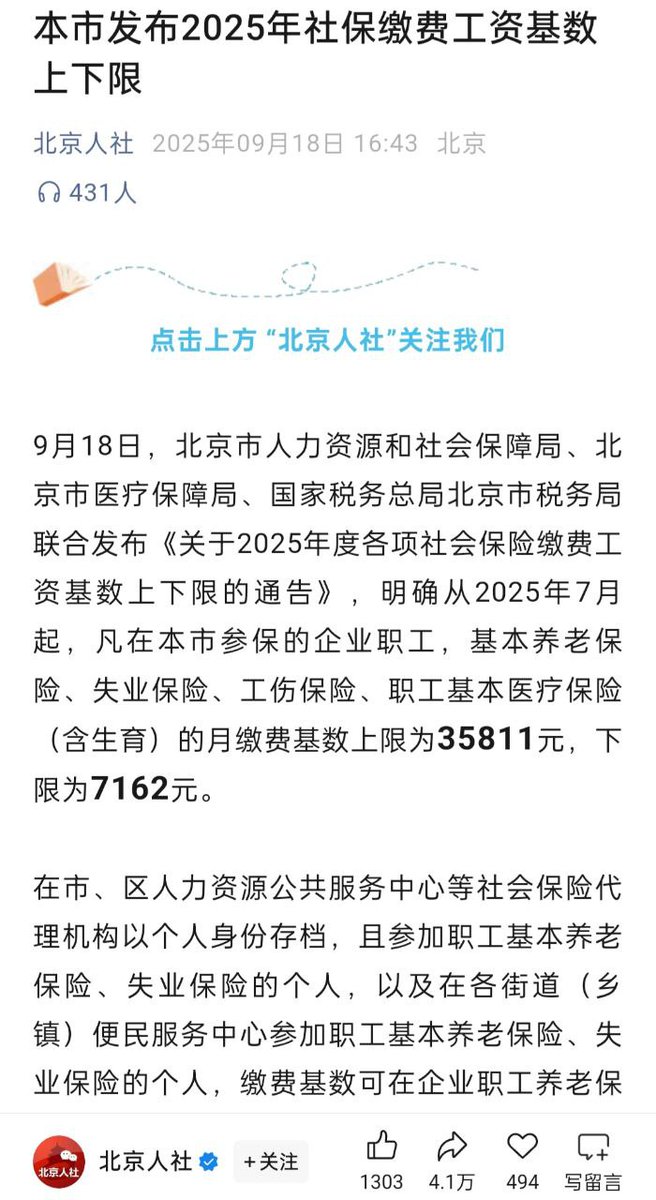 本市发布2025年社保缴费工资基数
上下限
北京人社 2025年09月18日 16:43 北京
431人
点击上方 “北京人社”关注我们
9月18日，北京市人力资源和社会保障局、北
京市医疗保障局、国家税务总局北京市税务局
联合发布《关于2025年度各项社会保险缴费工
资基数上下限的通告》，明确从2025年7月
起，凡在本市参保的企业职工，基本养老保
险、失业保险、工伤保险、职工基本医疗保险
（含生育）的月缴费基数上限为35811元，下
限为7162元。
在市、区人力资源公共服务中心等社会保险代
理机构以个人身份存档，且参加职工基本养老
保险、失业保险的个人，以及在各街道（乡
镇）便民服务中心参加职工基本养老保险、失
业保险的个人，缴费基数可在企业职工养老保
北京人社 北京人社 +关注 1303 4.1万 494 写留言